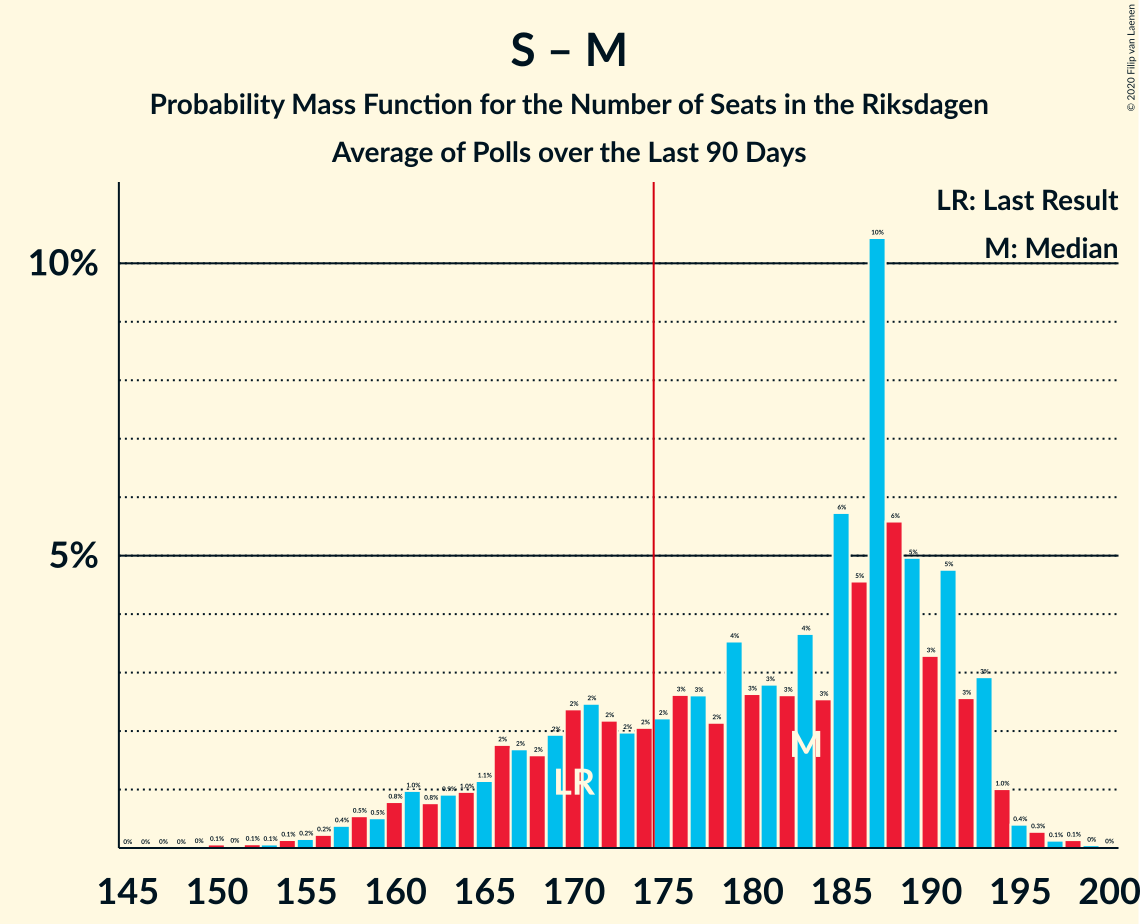 S – M
Probability Mass Function for the Number of Seats in the Riksdagen
Average of Polls over the Last 90 Days
© 2020 Filip van Laenen
LR: Last Result
M: Median
10%
5%
0% 0% 0% 0% 0% 0.1% 0% 0.1% 0.1% 0.1% 0.2% 0.2% 0.4% 0.5% 0.5% 0.8% 1.0% 0.8% 0.9% 1.0% 1.1% 2% 2% 2% 2% 2% 2% 2% 2% 2% 2% 3% 3% 2% 4% 3% 3% 3% 4% 3% 6% 5% 10% 6% 5% 3% 5% 3% 3% 1.0% 0.4% 0.3% 0.1% 0.1% 0% 0%
LR
M
145 150 155 160 165 170 175 180 185 190 195 200